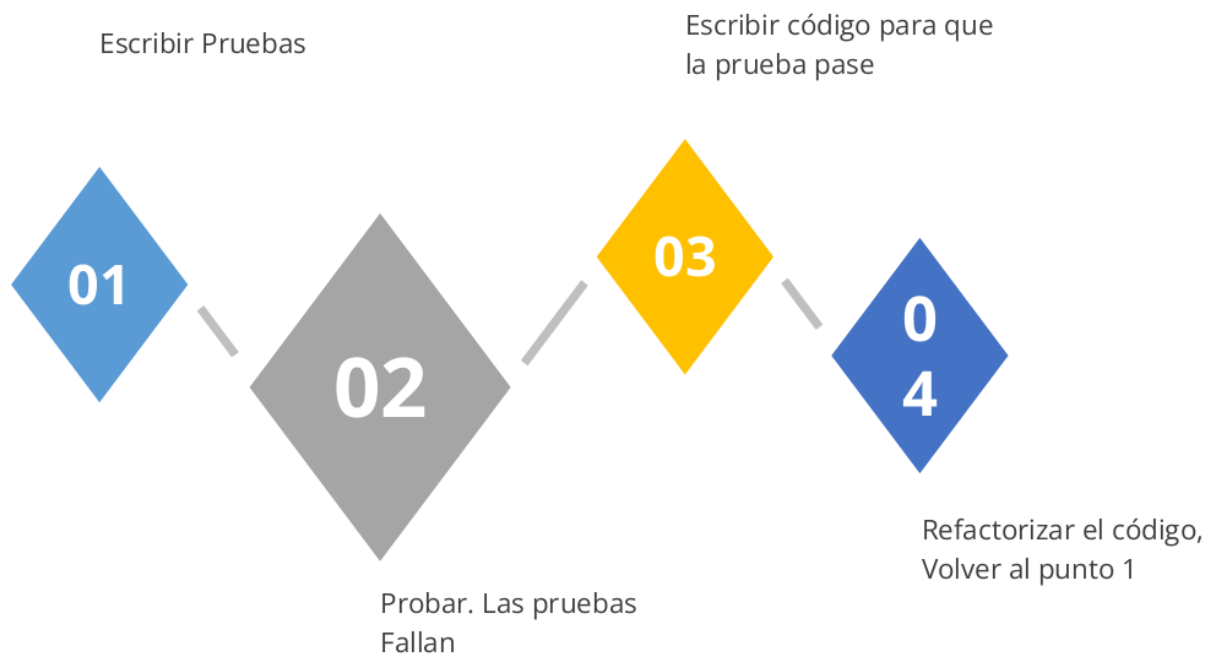 Escribir Pruebas
01
Probar. Las pruebas
Fallan
02
Escribir código para que
la prueba pase
03
0
4
Refactorizar el código,
Volver al punto 1